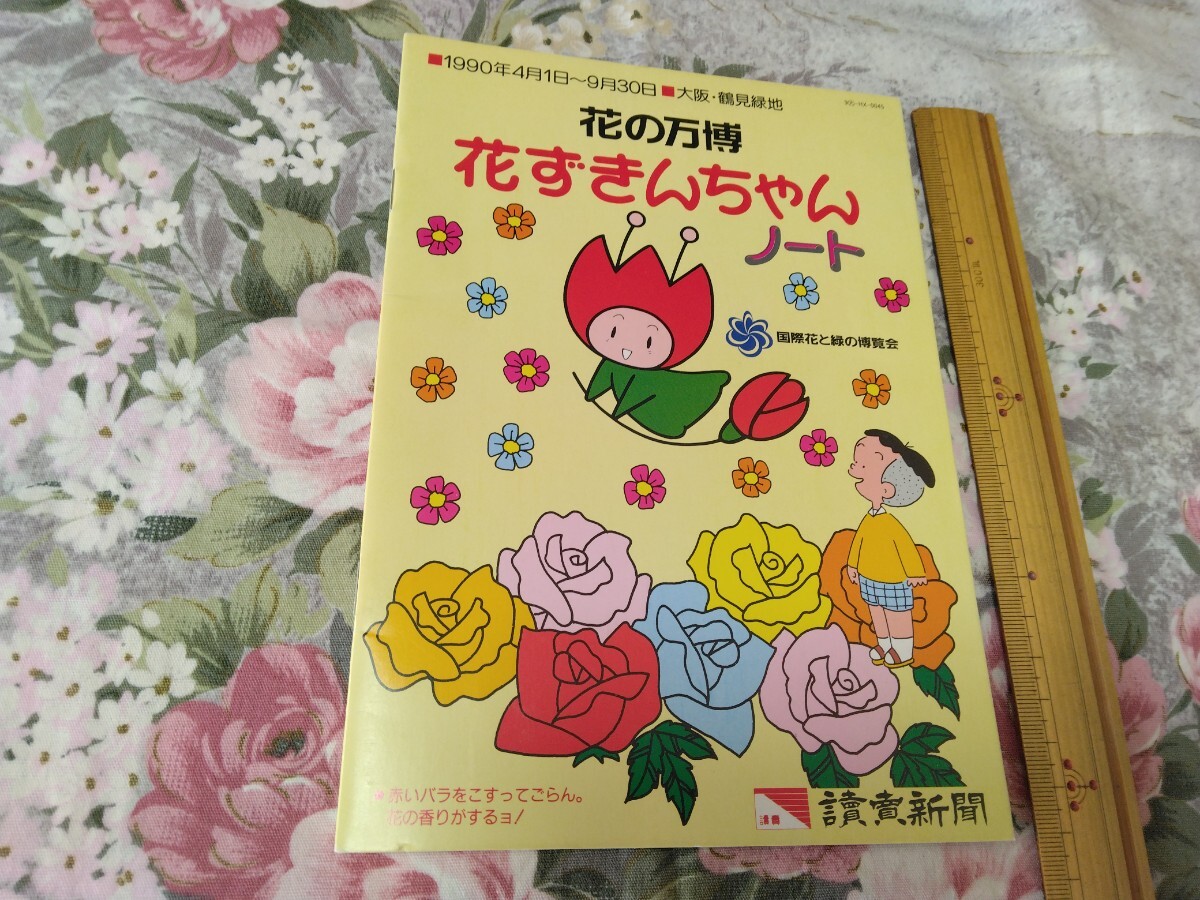 ■1990年4月1日〜9月30日■大阪・鶴見緑地
花の万博
花ずきんちゃん
ノート
国際花と緑の博覧会
●赤いバラをこすってごらん。
花の香りがするョ!
讀賣新聞